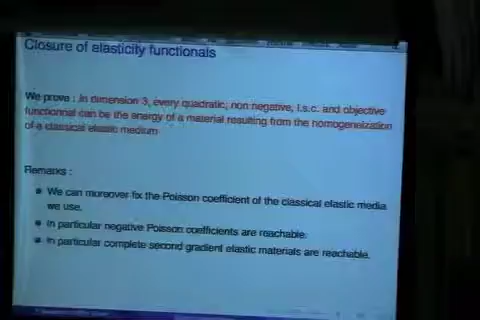 Closure of elasticity functionals
We prove : In dimension 3, every quadratic, non negative, l.s.c. and objective
functionnal can be the energy of a material resulting from the homogeneization
of a classical elastic medium
Remarks :
We can moreover fix the Poisson coefficient of the classical elastic media
we use.
In particular negative Poisson coefficients are reachable.
In particular complete second gradient elastic materials are reachable.